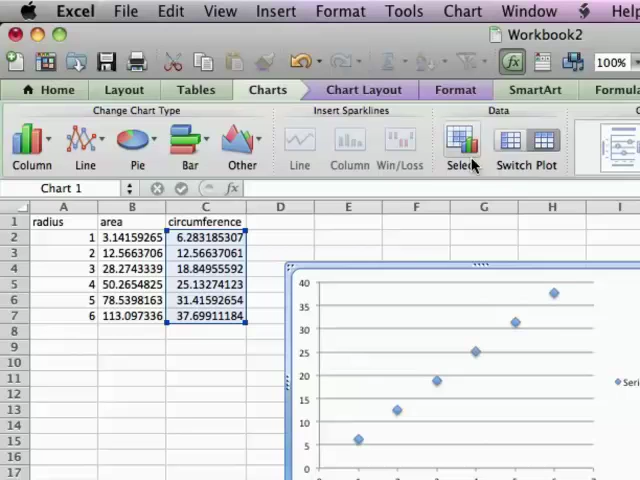 Excel File Edit View Insert Format Tools Chart Window Help
Workbook2
fx 100%
Home Layout Tables Charts Chart Layout Format SmartArt Formula
Change Chart Type Insert Sparklines Data
Column Line Pie Bar Other Line Column Win/Loss Select Switch Plot
Chart 1 fx
A B C D E F G H I
1 radius area circumference
2 1 3.14159265 6.283185307
3 2 12.5663706 12.56637061
4 3 28.2743339 18.84955592
5 4 50.2654825 25.13274123
6 5 78.5398163 31.41592654
7 6 113.097336 37.69911184
8
9
10
11
12
13
14
15
16
17
40
35
30
25
20
15
10
5
0
Seri